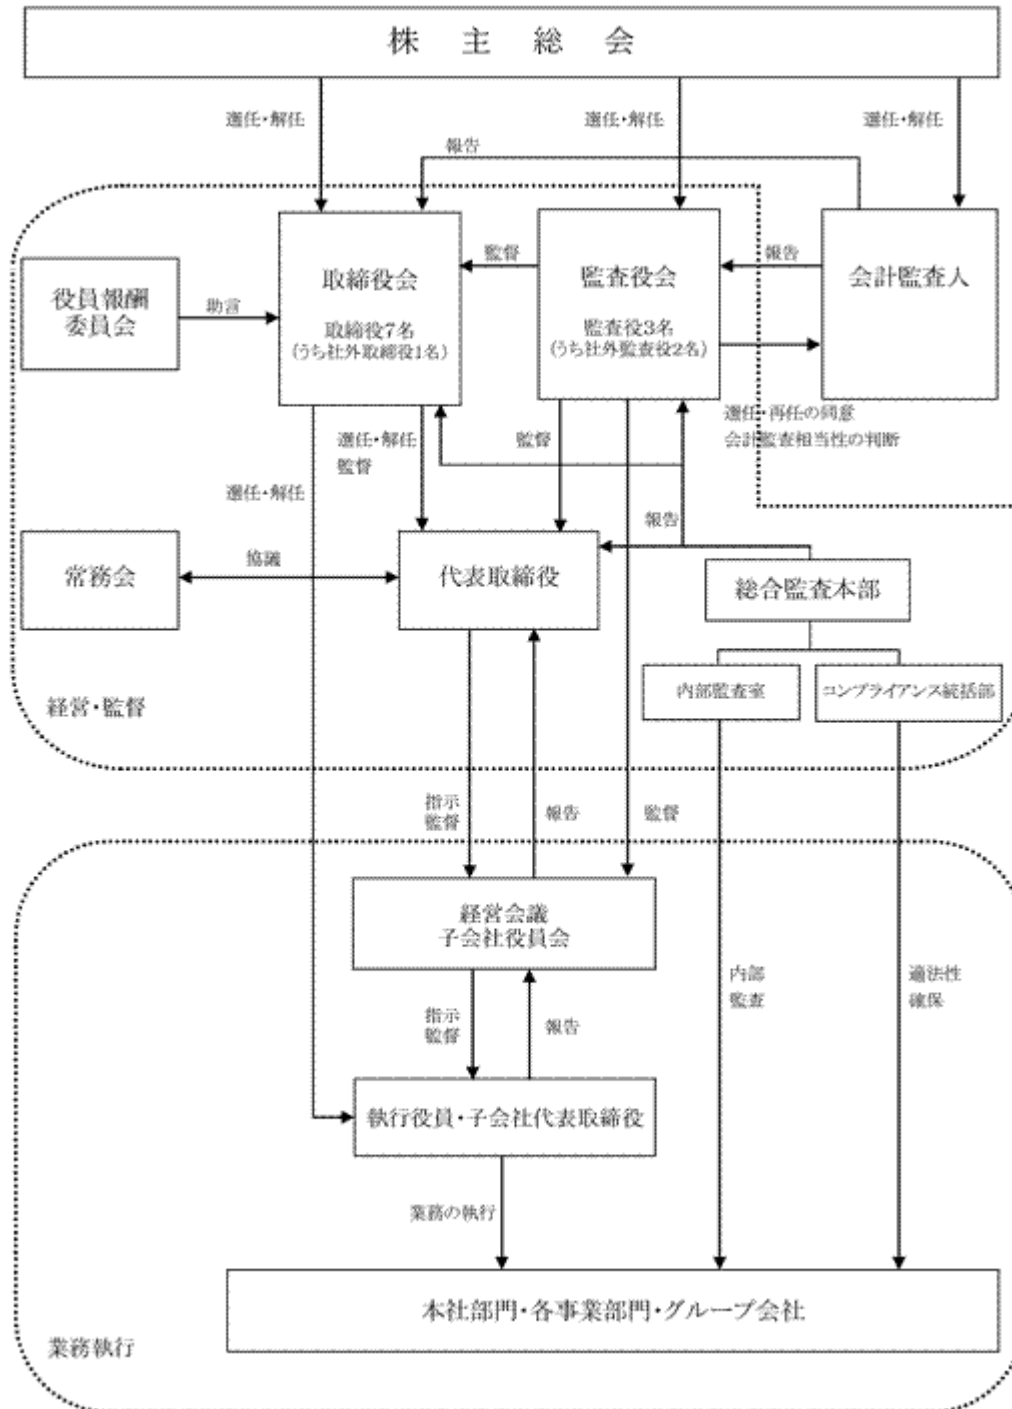 株主総会
選任・解任
選任・解任
選任・解任
報告
取締役会
取締役7名
(うち社外取締役1名)
監査役会
監査役3名
(うち社外監査役2名)
会計監査人
監督
報告
役員報酬
委員会
助言
選任・再任の同意
会計監査相当性の判断
選任・解任
監督
監督
選任・解任
報告
常務会
協議
代表取締役
総合監査本部
内部監査室
コンプライアンス統括部
経営・監督
指示
監督
報告
監督
経営会議
子会社役員会
内部
監査
適法性
確保
指示
監督
報告
執行役員・子会社代表取締役
業務の執行
本社部門・各事業部門・グループ会社
業務執行